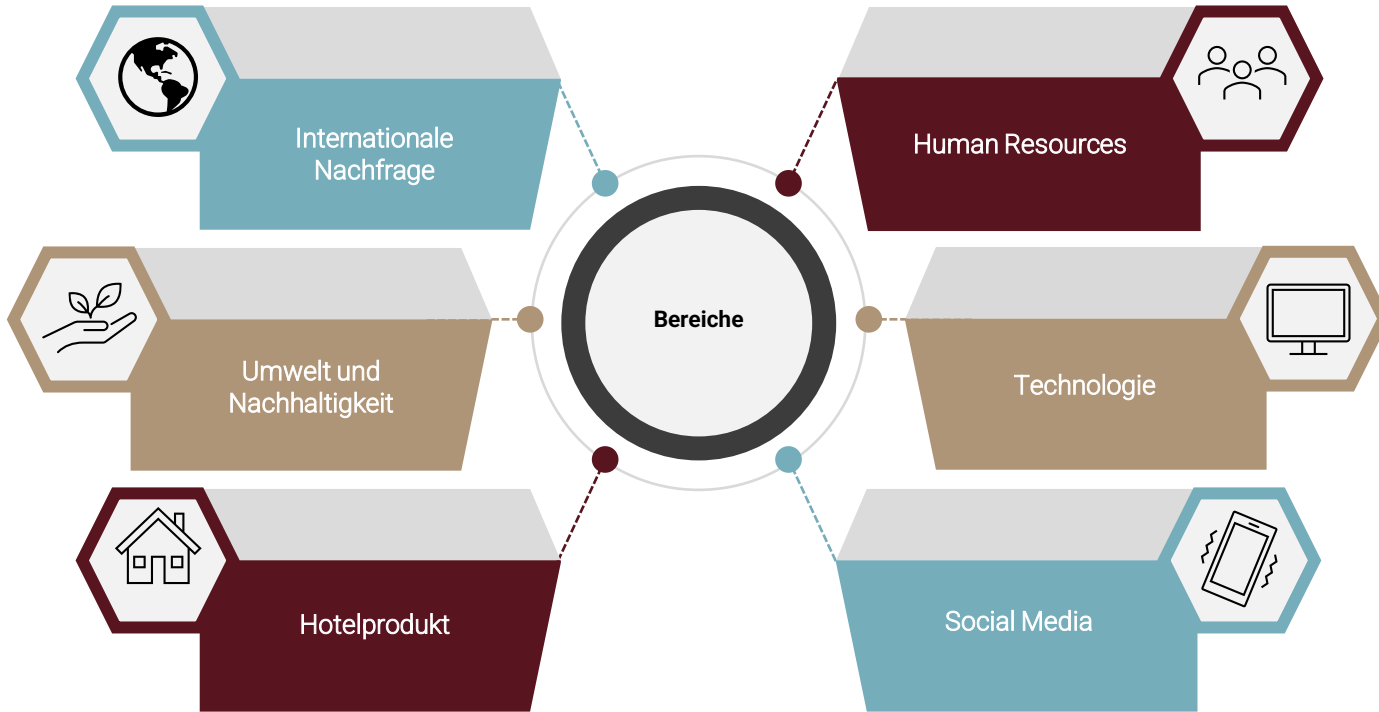 Internationale
Nachfrage
Human Resources
Bereiche
Umwelt und
Nachhaltigkeit
Technologie
Hotelprodukt
Social Media